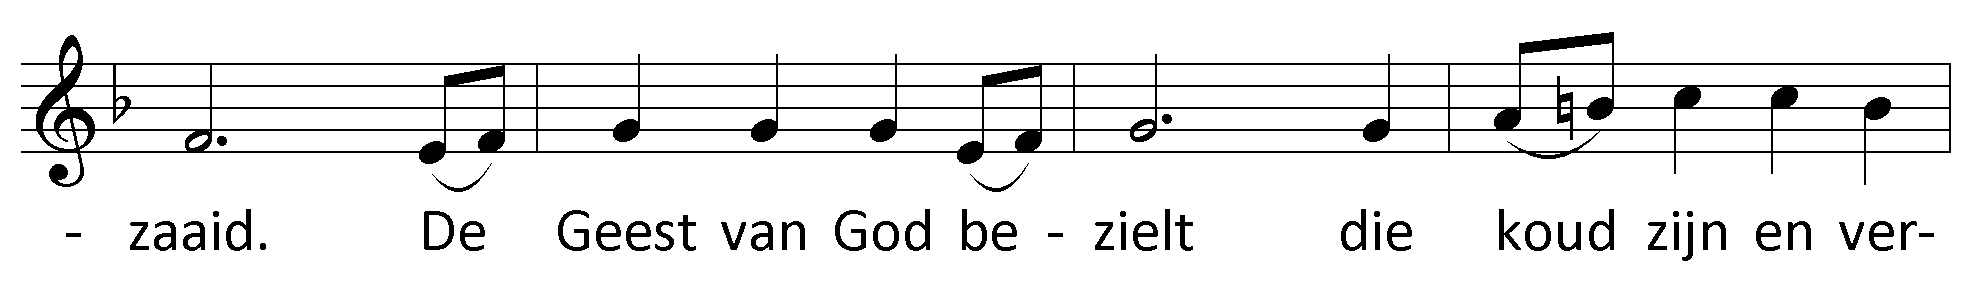 - zaaid. De Geest van God be - zielt die koud zijn en ver-